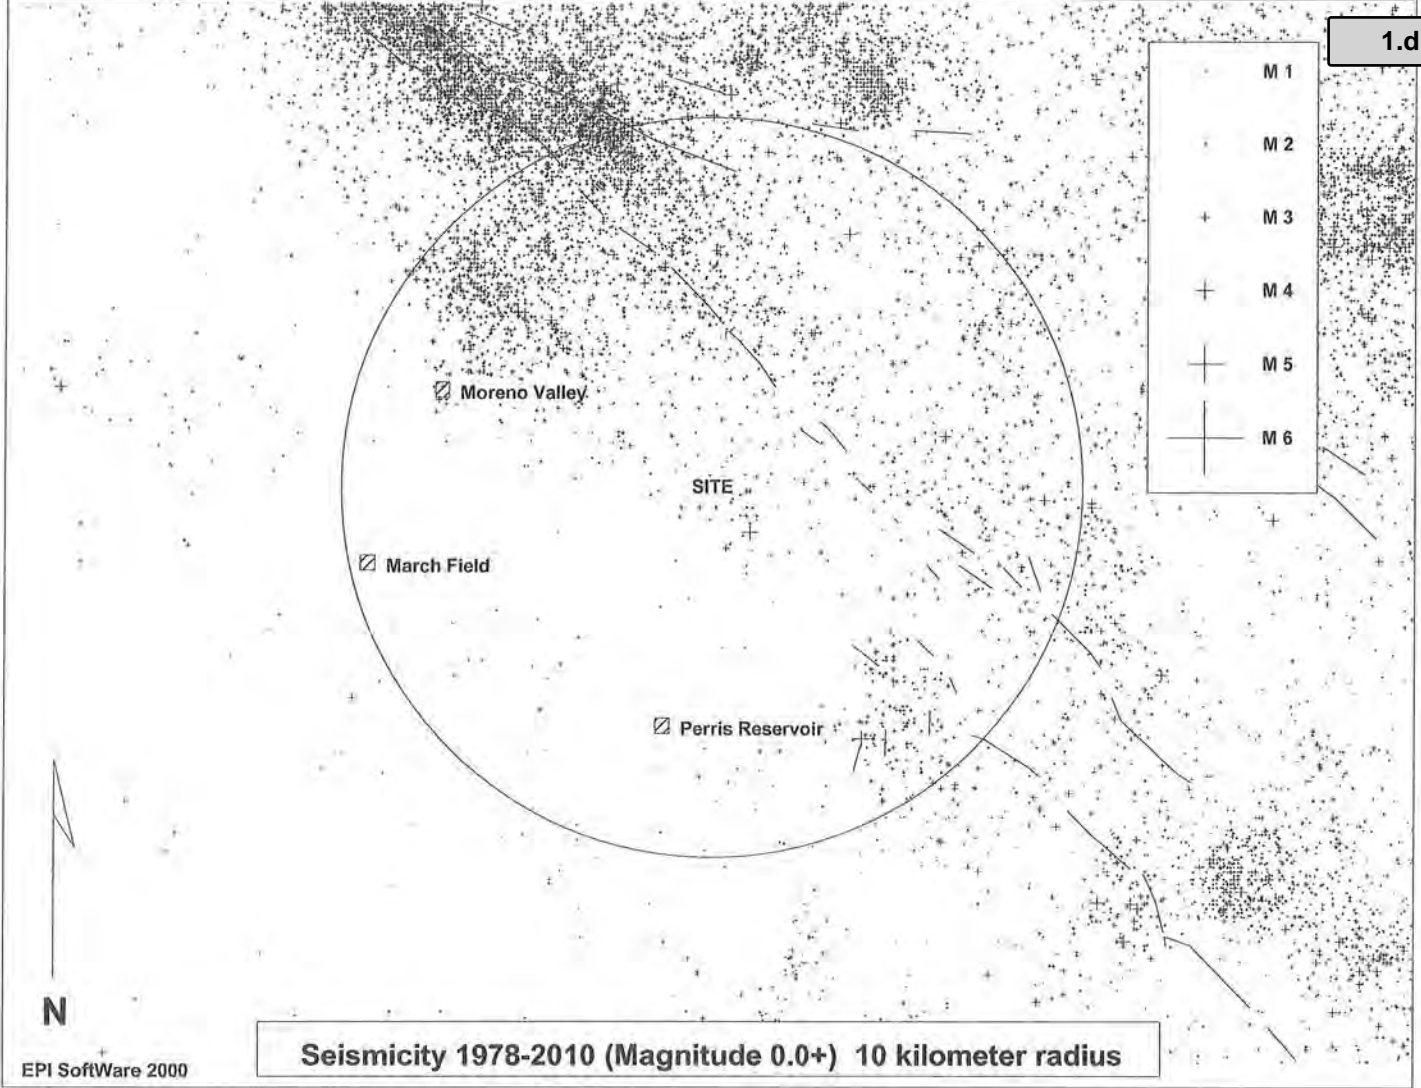 1.d
M 1
M 2
M 3
M 4
M 5
M 6
Moreno Valley
SITE
March Field
Perris Reservoir
N
EPI SoftWare 2000
Seismicity 1978-2010 (Magnitude 0.0+) 10 kilometer radius